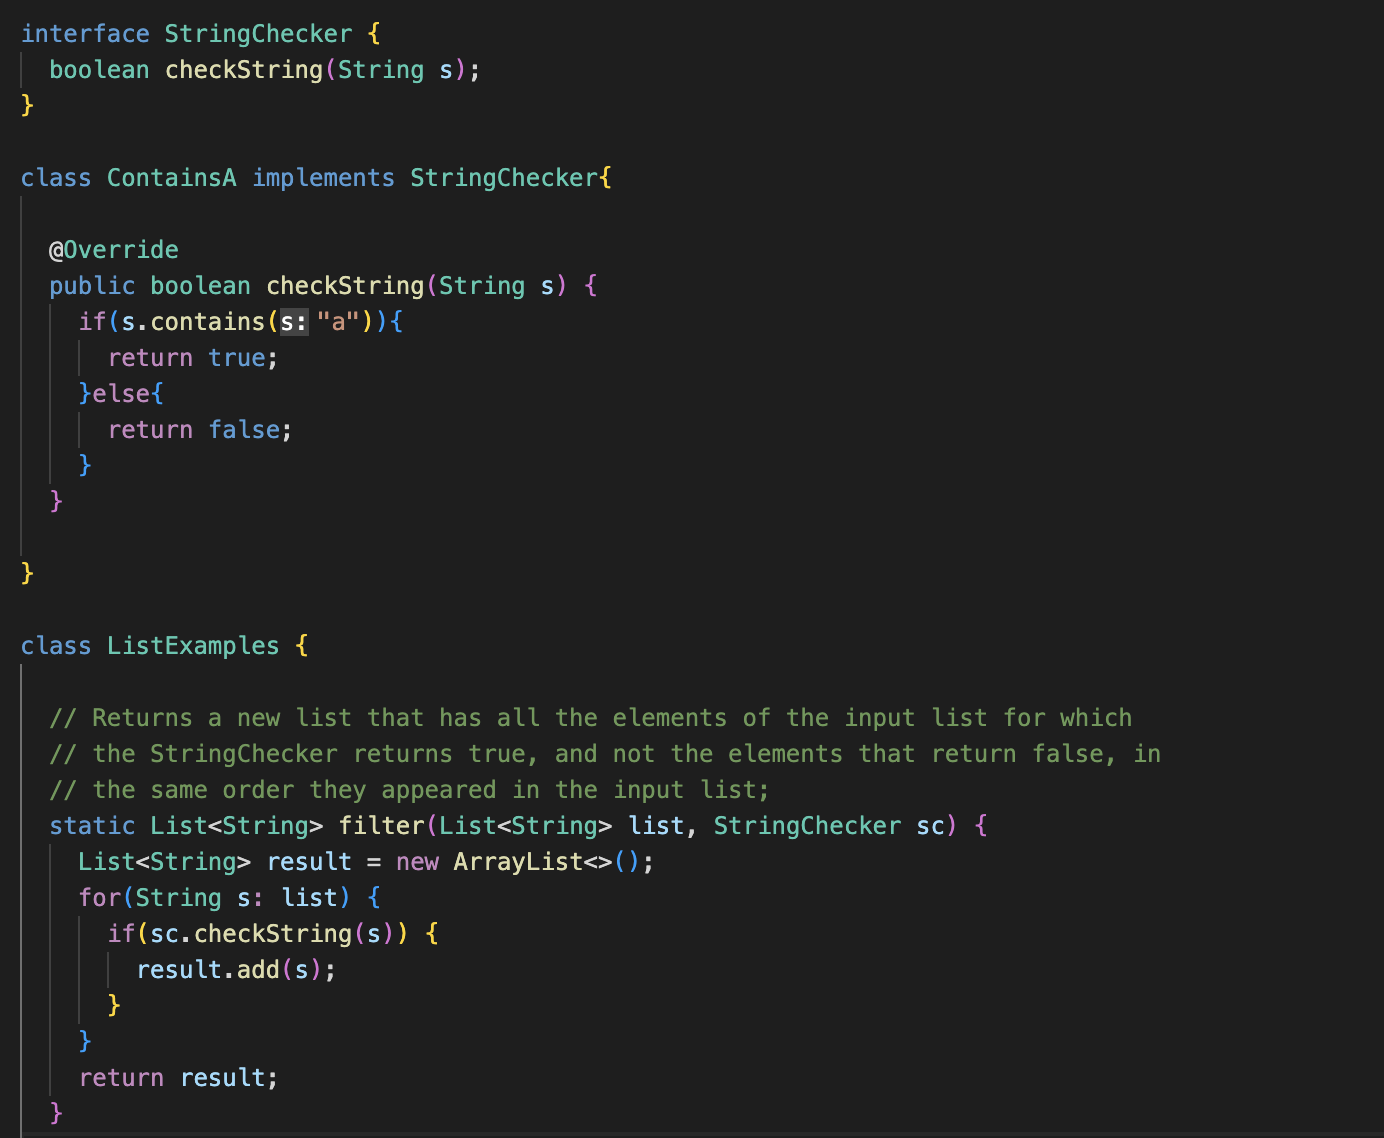 interface StringChecker {
  boolean checkString(String s);
}

class ContainsA implements StringChecker{

  @Override
  public boolean checkString(String s) {
    if(s.contains(s: "a")){
      return true;
    }else{
      return false;
    }
  }

}

class ListExamples {

  // Returns a new list that has all the elements of the input list for which
  // the StringChecker returns true, and not the elements that return false, in
  // the same order they appeared in the input list;
  static List<String> filter(List<String> list, StringChecker sc) {
    List<String> result = new ArrayList<>();
    for(String s: list) {
      if(sc.checkString(s)) {
        result.add(s);
      }
    }
    return result;
  }